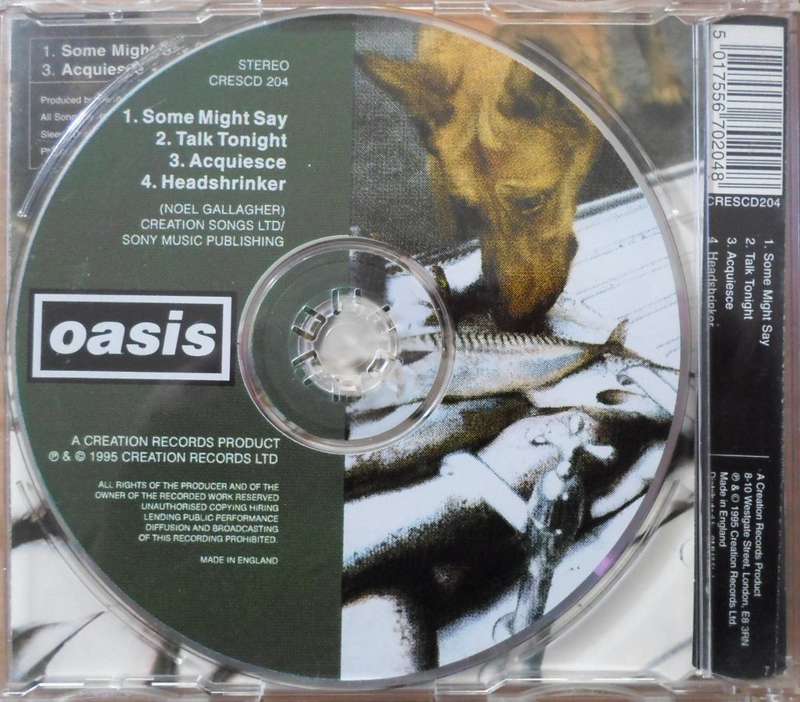 1. Some Might Say
3. Acquiesce
Produced by
All Song
STEREO
CRESCD 204
1. Some Might Say
2. Talk Tonight
3. Acquiesce
4. Headshrinker
(NOEL GALLAGHER)
CREATION SONGS LTD/
SONY MUSIC PUBLISHING
oasis
A CREATION RECORDS PRODUCT
℗ & © 1995 CREATION RECORDS LTD
ALL RIGHTS OF THE PRODUCER AND OF THE
OWNER OF THE RECORDED WORK RESERVED
UNAUTHORISED COPYING HIRING
LENDING PUBLIC PERFORMANCE
DIFFUSION AND BROADCASTING
OF THIS RECORDING PROHIBITED.
MADE IN ENGLAND
5 017556 702048
CRESCD204
1. Some Might Say
2. Talk Tonight
3. Acquiesce
4. Headshrinker
A Creation Records Product
8-10 Westgate Street, London, E8 3RN
℗ & © 1995 Creation Records Ltd.
Made in England